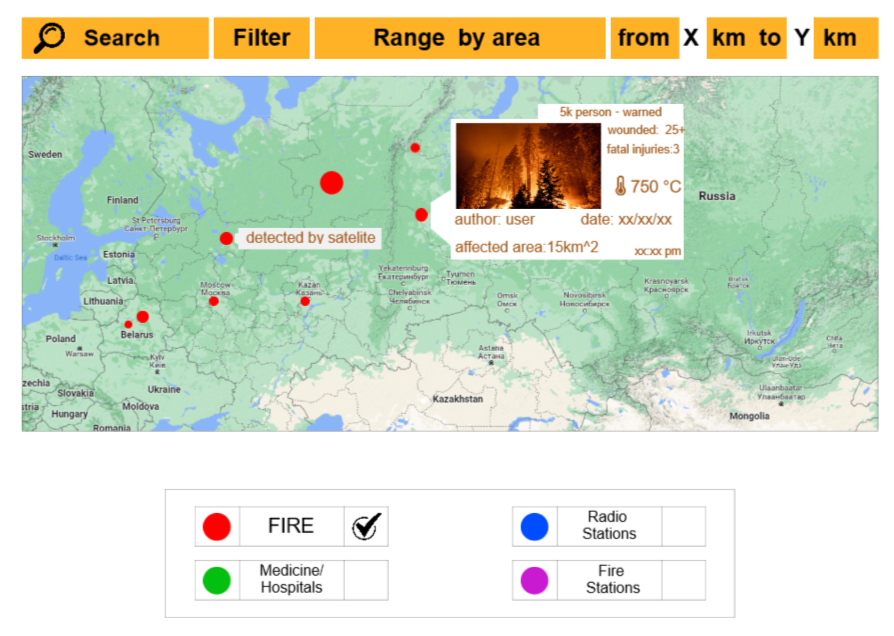 Search Filter Range by area from X km to Y km
5k person - warned
wounded: 25+
fatal injuries:3
750 °C
author: user date: xx/xx/xx
affected area:15km^2 xx:xx pm
detected by satelite
Sweden
Finland
Russia
St Petersburg
Санкт-Петербург
Stockholm
Baltic Sea
Estonia
Latvia
Lithuania
Moscow
Москва
Kazan
Казань
Yekaterinburg
Екатеринбург
Tyumen
Тюмень
Chelyabinsk
Челябинск
Omsk
Омск
Novosibirsk
Новосибирск
Krasnoyarsk
Красноярск
Bratsk
Братск
Irkutsk
Иркутск
Chita
Чита
Ulan-Ude
Улан-Удэ
Poland
Warsaw
Belarus
Kyiv
Київ
Astana
Астана
zechia
Slovakia
Ukraine
stria
Hungary
Moldova
Romania
Kazakhstan
Ulaanbaatar
Улаанбаатар
Mongolia
FIRE
Radio
Stations
Medicine/
Hospitals
Fire
Stations